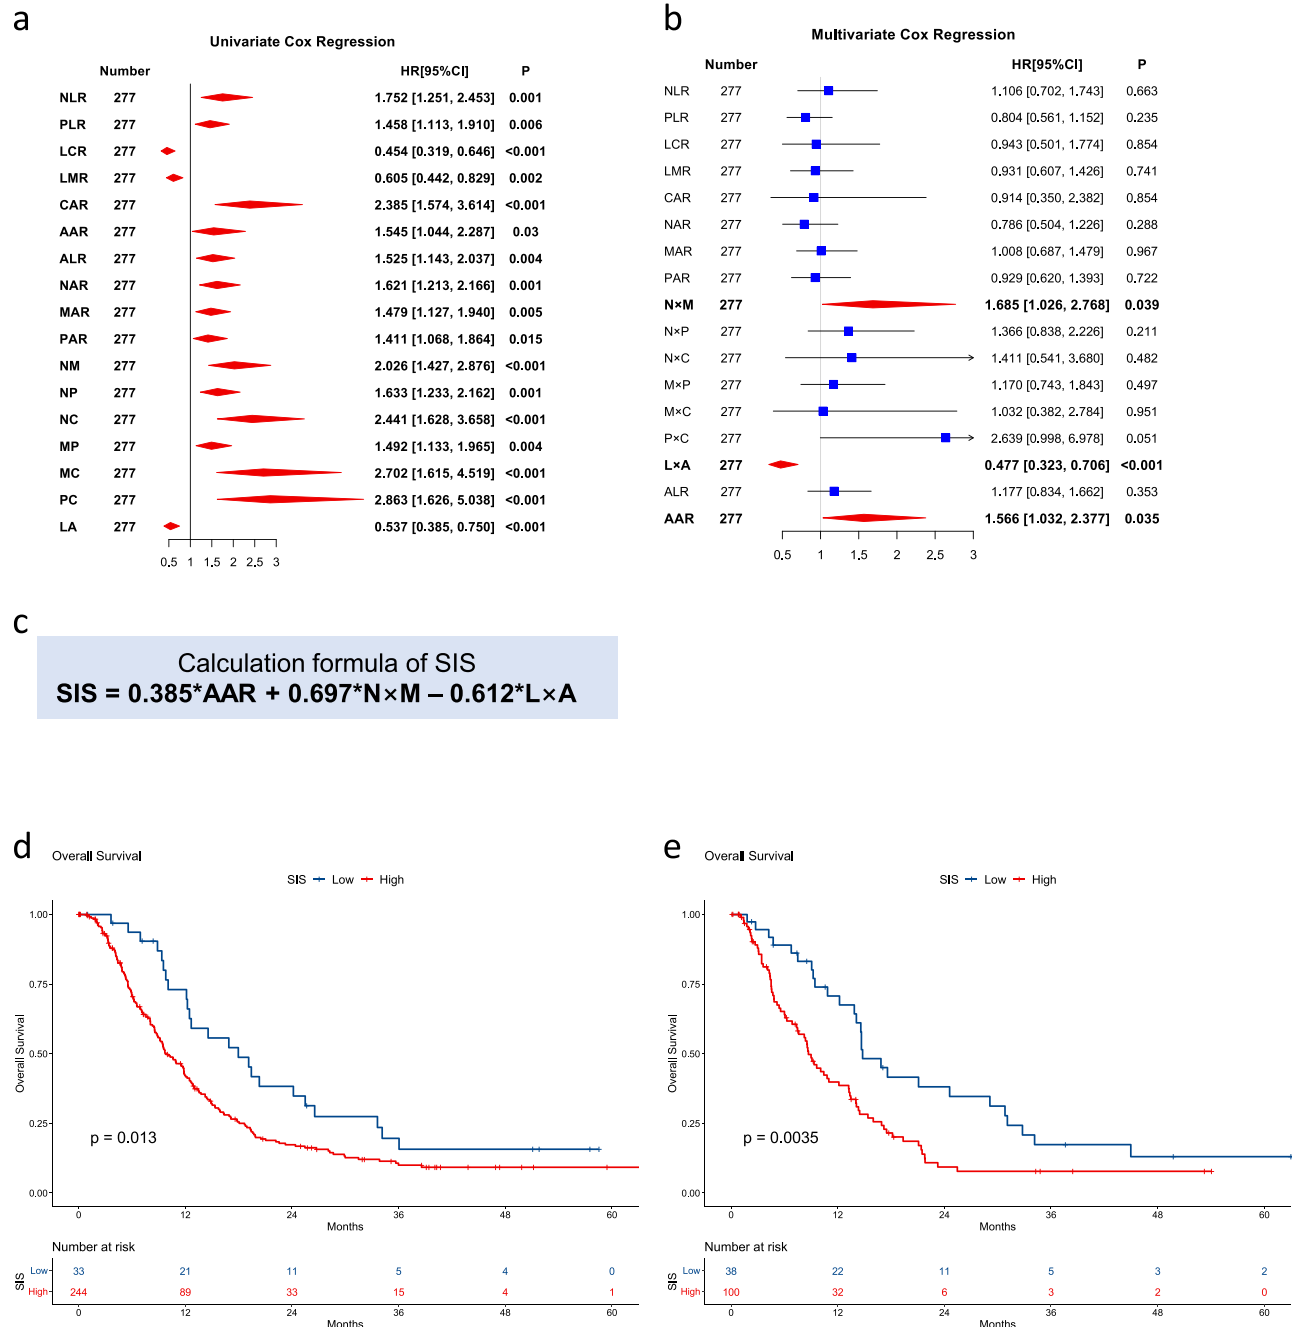 a
Univariate Cox Regression
Number HR[95%CI] P
NLR 277 1.752 [1.251, 2.453] 0.001
PLR 277 1.458 [1.113, 1.910] 0.006
LCR 277 0.454 [0.319, 0.646] <0.001
LMR 277 0.605 [0.442, 0.829] 0.002
CAR 277 2.385 [1.574, 3.614] <0.001
AAR 277 1.545 [1.044, 2.287] 0.03
ALR 277 1.525 [1.143, 2.037] 0.004
NAR 277 1.621 [1.213, 2.166] 0.001
MAR 277 1.479 [1.127, 1.940] 0.005
PAR 277 1.411 [1.068, 1.864] 0.015
NM 277 2.026 [1.427, 2.876] <0.001
NP 277 1.633 [1.233, 2.162] 0.001
NC 277 2.441 [1.628, 3.658] <0.001
MP 277 1.492 [1.133, 1.965] 0.004
MC 277 2.702 [1.615, 4.519] <0.001
PC 277 2.863 [1.626, 5.038] <0.001
LA 277 0.537 [0.385, 0.750] <0.001
0.5 1 1.5 2 2.5 3
b
Multivariate Cox Regression
Number HR[95%CI] P
NLR 277 1.106 [0.702, 1.743] 0.663
PLR 277 0.804 [0.561, 1.152] 0.235
LCR 277 0.943 [0.501, 1.774] 0.854
LMR 277 0.931 [0.607, 1.426] 0.741
CAR 277 0.914 [0.350, 2.382] 0.854
NAR 277 0.786 [0.504, 1.226] 0.288
MAR 277 1.008 [0.687, 1.479] 0.967
PAR 277 0.929 [0.620, 1.393] 0.722
N×M 277 1.685 [1.026, 2.768] 0.039
N×P 277 1.366 [0.838, 2.226] 0.211
N×C 277 1.411 [0.541, 3.680] 0.482
M×P 277 1.170 [0.743, 1.843] 0.497
M×C 277 1.032 [0.382, 2.784] 0.951
P×C 277 2.639 [0.998, 6.978] 0.051
L×A 277 0.477 [0.323, 0.706] <0.001
ALR 277 1.177 [0.834, 1.662] 0.353
AAR 277 1.566 [1.032, 2.377] 0.035
0.5 1 1.5 2 2.5 3
c
Calculation formula of SIS
SIS = 0.385*AAR + 0.697*N×M – 0.612*L×A
d
Overall Survival
SIS Low High
Overall Survival
1.00
0.75
0.50
0.25
0.00
p = 0.013
0 12 24 36 48 60
Months
Number at risk
SIS
Low 33 21 11 5 4 0
High 244 89 33 15 4 1
0 12 24 36 48 60
Months
e
Overall Survival
SIS Low High
Overall Survival
1.00
0.75
0.50
0.25
0.00
p = 0.0035
0 12 24 36 48 60
Months
Number at risk
SIS
Low 38 22 11 5 3 2
High 100 32 6 3 2 0
0 12 24 36 48 60
Months